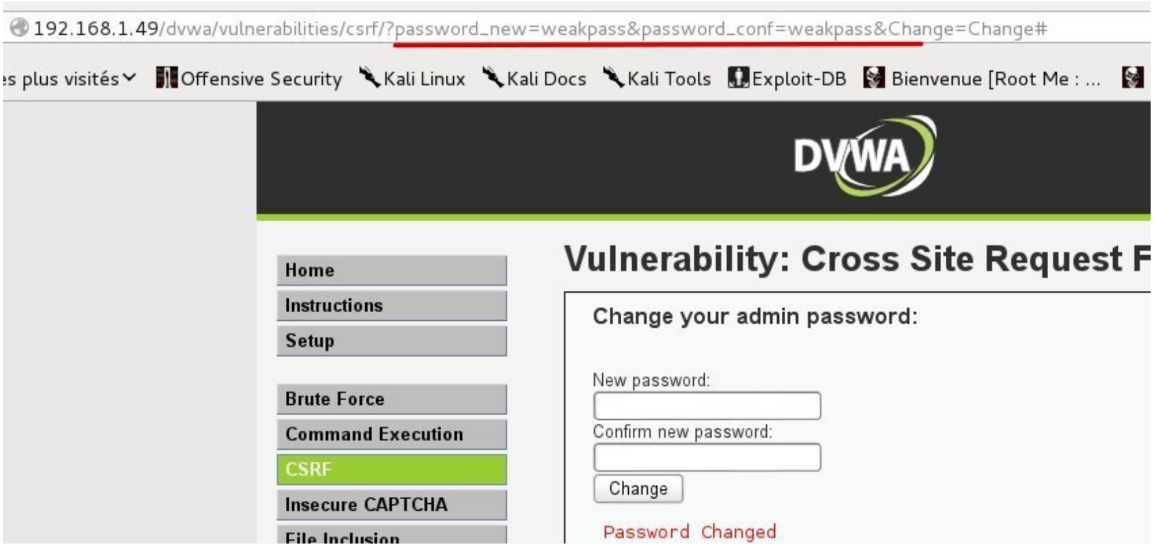 192.168.1.49/dvwa/vulnerabilities/csrf/?password_new=weakpass&password_conf=weakpass&Change=Change#
es plus visités Offensive Security Kali Linux Kali Docs Kali Tools Exploit-DB Bienvenue [Root Me : ...
DVWA
Home
Instructions
Setup
Brute Force
Command Execution
CSRF
Insecure CAPTCHA
File Inclusion
Vulnerability: Cross Site Request F
Change your admin password:
New password:
Confirm new password:
Change
Password Changed